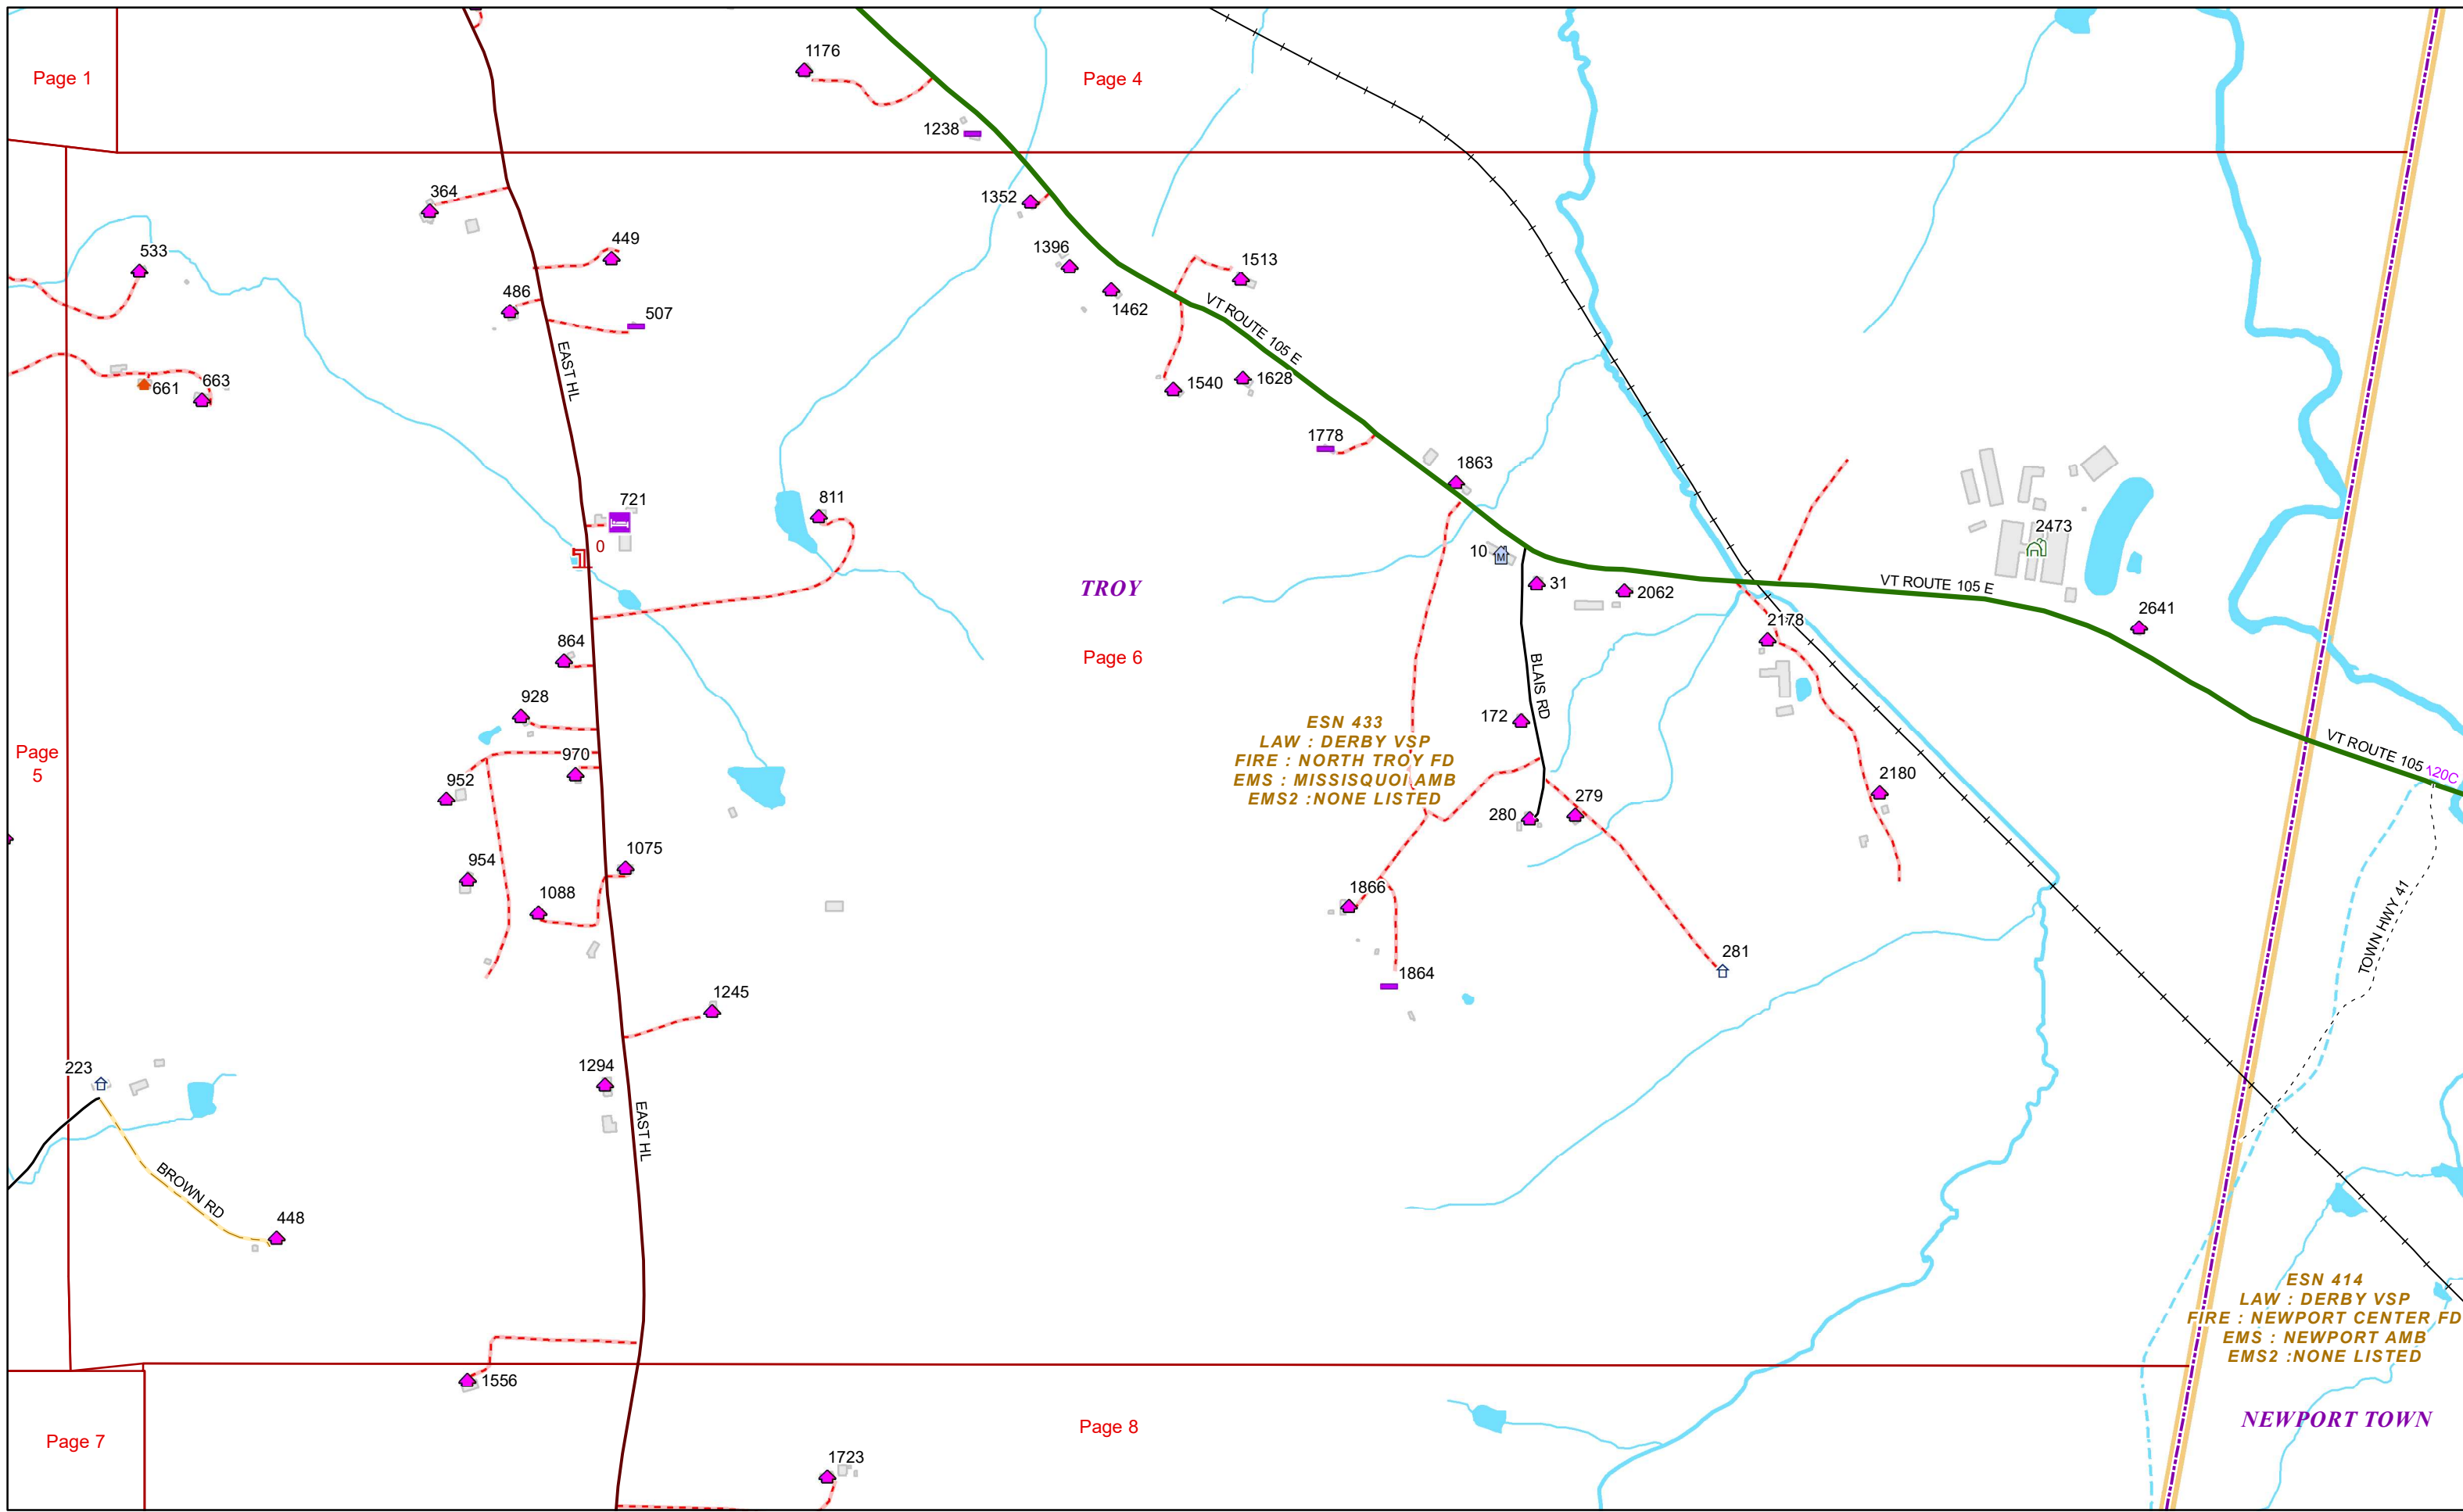 Page 1
Page 4
1176
1238
364
1352
449
533
1396
1513
486
507
1462
VT ROUTE 105 E
EAST HL
661
663
1540
1628
1778
1863
721
811
0
2473
10
31
2062
VT ROUTE 105 E
TROY
2178
2641
864
Page 6
BLAIS RD
928
172
ESN 433
LAW : DERBY VSP
FIRE : NORTH TROY FD
EMS : MISSISQUOI AMB
EMS2 :NONE LISTED
Page
5
970
952
VT ROUTE 105
2180
279
280
1075
954
1088
1866
TOWN HWY 41
281
1864
1245
223
1294
EAST HL
BROWN RD
448
ESN 414
LAW : DERBY VSP
FIRE : NEWPORT CENTER FD
EMS : NEWPORT AMB
EMS2 :NONE LISTED
1556
Page 7
Page 8
NEWPORT TOWN
1723